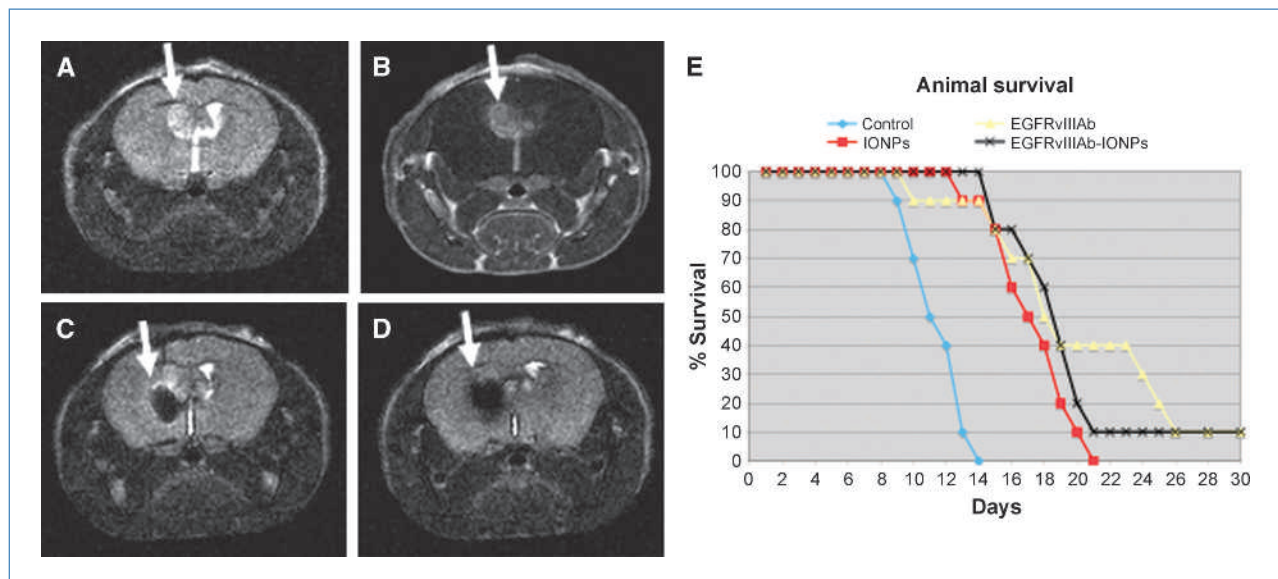 A
B
C
D
E
Animal survival
Control
EGFRvIIIAb
IONPs
EGFRvIIIAb-IONPs
% Survival
100
90
80
70
60
50
40
30
20
10
0
0 2 4 6 8 10 12 14 16 18 20 22 24 26 28 30
Days